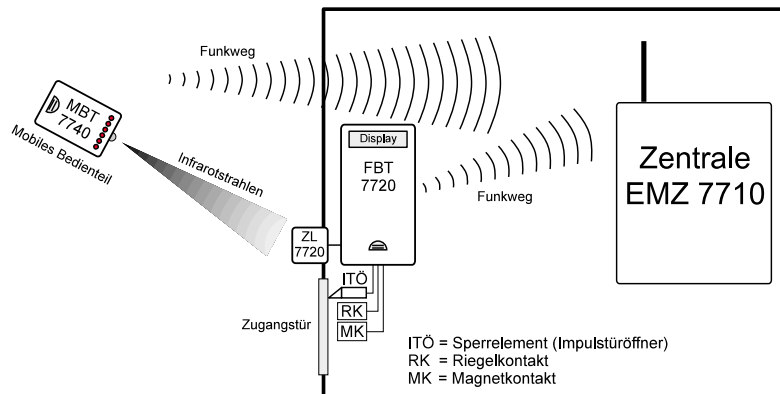 Funkweg
MBT
7740
Mobiles Bedienteil
Infrarotstrahlen
Display
FBT
7720
Funkweg
Zentrale
EMZ 7710
ZL
7720
Zugangstür
ITÖ
RK
MK
ITÖ = Sperrelement (Impulstüröffner)
RK = Riegelkontakt
MK = Magnetkontakt